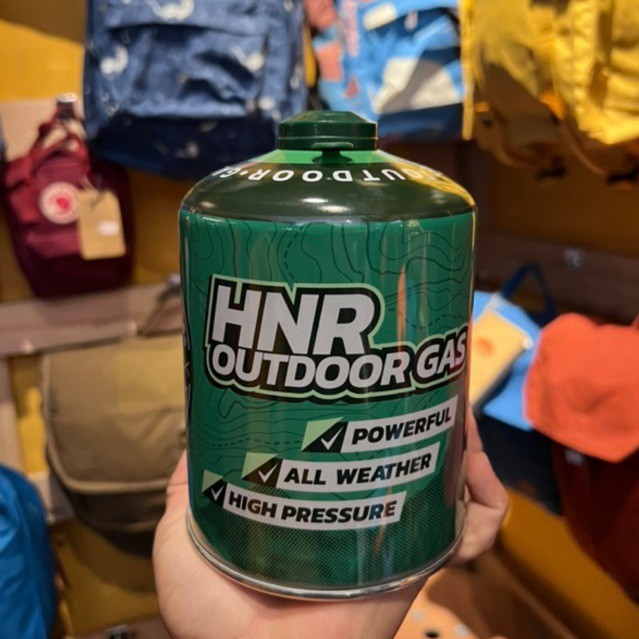 OUTDOOR
HNR
OUTDOOR GAS
POWERFUL
ALL WEATHER
HIGH PRESSURE